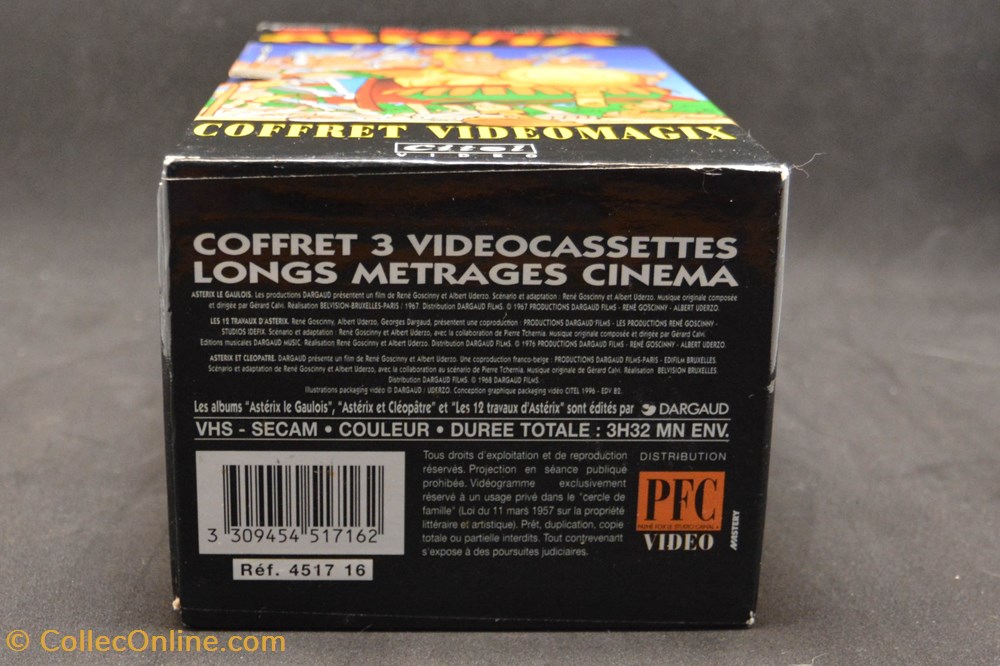 COFFRET VIDEOMAGIX
Citel
VIDEO
COFFRET 3 VIDEOCASSETTES
LONGS METRAGES CINEMA
ASTERIX LE GAULOIS. Les productions DARGAUD présentent un film de René Goscinny et Albert Uderzo. Scénario et adaptation : René Goscinny et Albert Uderzo. Musique originale composée
et dirigée par Gérard Calvi. Réalisation BELVISION-BRUXELLES-PARIS / 1967. Distribution DARGAUD FILMS. © 1967 PRODUCTIONS DARGAUD FILMS - RENE GOSCINNY - ALBERT UDERZO.
LES 12 TRAVAUX D'ASTERIX. René Goscinny, Albert Uderzo, Georges Dargaud, présentent une coproduction : PRODUCTIONS DARGAUD FILMS - LES PRODUCTIONS RENE GOSCINNY -
STUDIOS IDEFIX. Scénario et adaptation : René Goscinny et Albert Uderzo, avec la collaboration de Pierre Tchernia. Musique originale composée et dirigée par Gérard Calvi.
Editions musicales DARGAUD MUSIC. Réalisation René Goscinny et Albert Uderzo. Distribution DARGAUD FILMS. © 1976 PRODUCTIONS DARGAUD FILMS - RENE GOSCINNY - ALBERT UDERZO
ASTERIX ET CLEOPATRE. DARGAUD présente un film de René Goscinny et Albert Uderzo. Une coproduction franco-belge : PRODUCTIONS DARGAUD FILMS-PARIS - EDIFILM BRUXELLES.
Scénario et adaptation de René Goscinny et Albert Uderzo, avec la collaboration au scénario de Pierre Tchernia. Musique originale de Gérard Calvi. Réalisation BELVISION BRUXELLES.
Distribution DARGAUD FILMS. © 1968 DARGAUD FILMS.
Illustrations packaging vidéo © DARGAUD / UDERZO. Conception graphique packaging vidéo CITEL 1996 - EDV 82.
Les albums "Astérix le Gaulois", "Astérix et Cléopâtre" et "Les 12 travaux d'Astérix" sont édités par DARGAUD
VHS - SECAM • COULEUR • DUREE TOTALE : 3H32 MN ENV.
Tous droits d'exploitation et de reproduction
réservés. Projection en séance publique
prohibée. Vidéogramme exclusivement
réservé à un usage privé dans le "cercle de
famille" (Loi du 11 mars 1957 sur la propriété
littéraire et artistique). Prêt, duplication, copie
totale ou partielle interdits. Tout contrevenant
s'expose à des poursuites judiciaires.
DISTRIBUTION
PFC
VIDEO
MASTERY
3 309454 517162
Réf. 4517 16
© CollecOnline.com